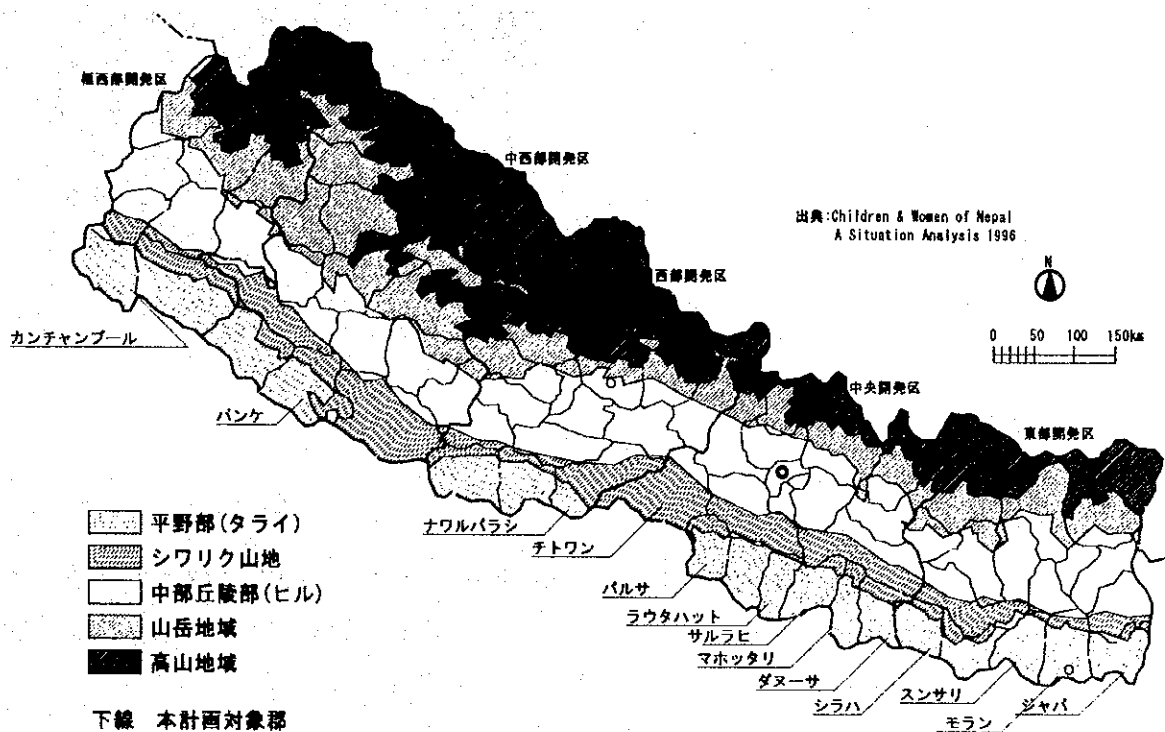 極西部開発区
中西部開発区
出典:Children & Women of Nepal
A Situation Analysis 1996
N
西部開発区
0 50 100 150km
カンチャンプール
中央開発区
バンケ
東部開発区
ナワルパラシ
チトワン
平野部(タライ)
シワリク山地
中部丘陵部(ヒル)
山岳地域
高山地域
パルサ
ラウタハット
サルラヒ
マホッタリ
ダヌーサ
シラハ
スンサリ
モラン
ジャパ
下線 本計画対象郡